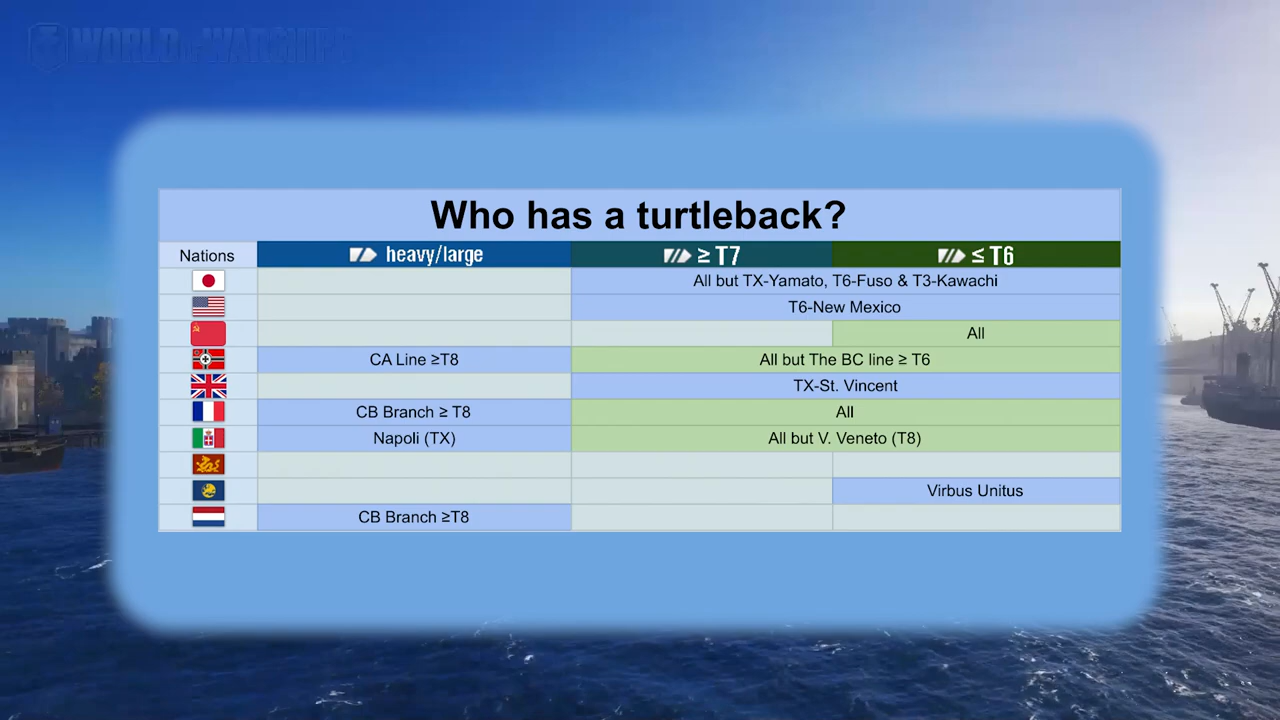 WORLD OF WARSHIPS
Who has a turtleback?
Nations heavy/large ≥ T7 ≤ T6
All but TX-Yamato, T6-Fuso & T3-Kawachi
T6-New Mexico
All
CA Line ≥T8 All but The BC line ≥ T6
TX-St. Vincent
CB Branch ≥ T8 All
Napoli (TX) All but V. Veneto (T8)
Virbus Unitus
CB Branch ≥T8